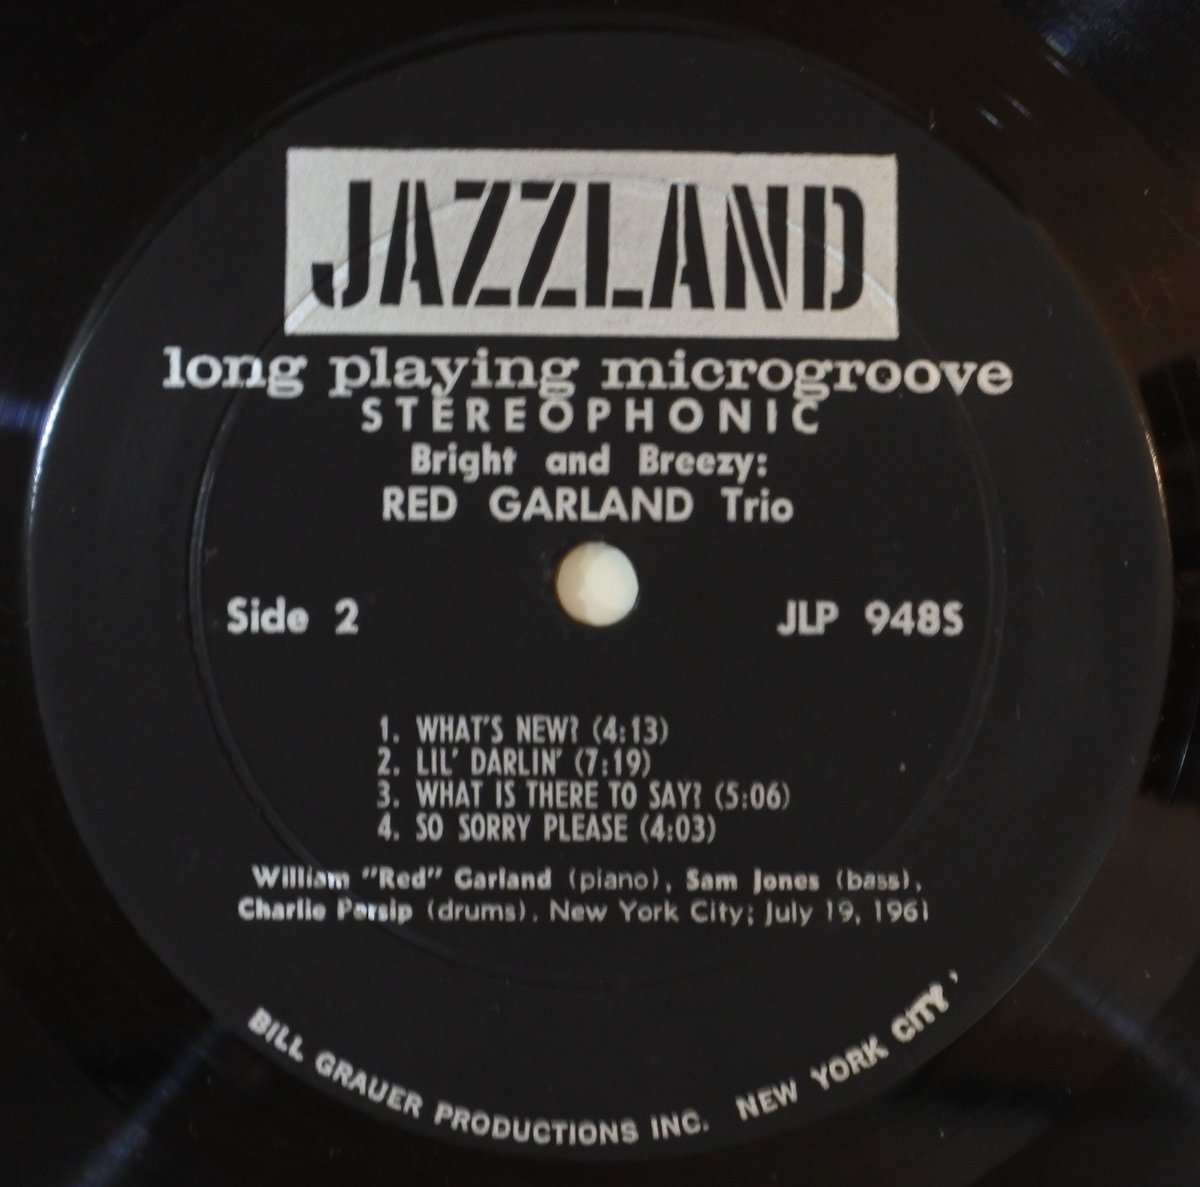 JAZZLAND
long playing microgroove
STEREOPHONIC
Bright and Breezy:
RED GARLAND Trio
Side 2
JLP 948S
1. WHAT'S NEW? (4:13)
2. LIL' DARLIN' (7:19)
3. WHAT IS THERE TO SAY? (5:06)
4. SO SORRY PLEASE (4:03)
William "Red" Garland (piano), Sam Jones (bass),
Charlie Persip (drums). New York City; July 19, 1961
BILL GRAUER PRODUCTIONS INC. NEW YORK CITY